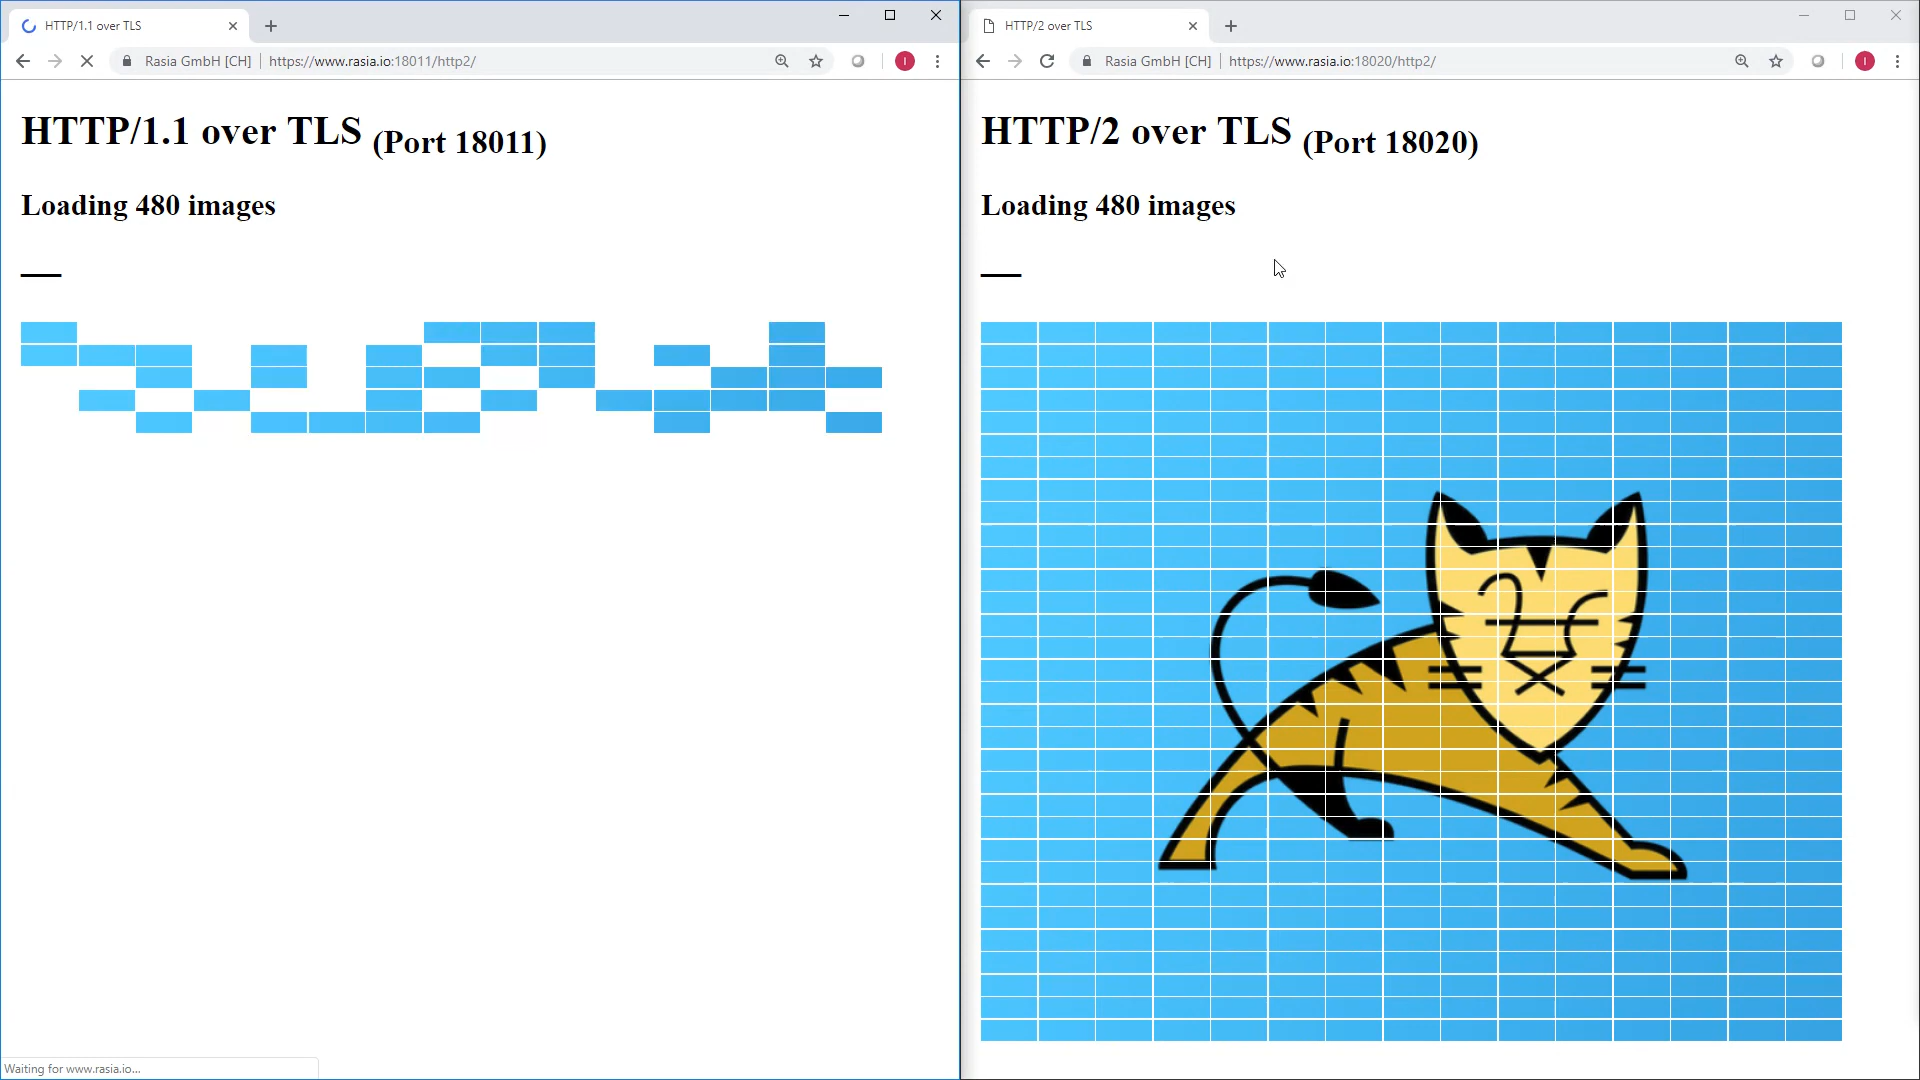 HTTP/1.1 over TLS
Rasia GmbH [CH] https://www.rasia.io:18011/http2/
I
HTTP/1.1 over TLS (Port 18011)
Loading 480 images
Waiting for www.rasia.io...
HTTP/2 over TLS
Rasia GmbH [CH] https://www.rasia.io:18020/http2/
I
HTTP/2 over TLS (Port 18020)
Loading 480 images